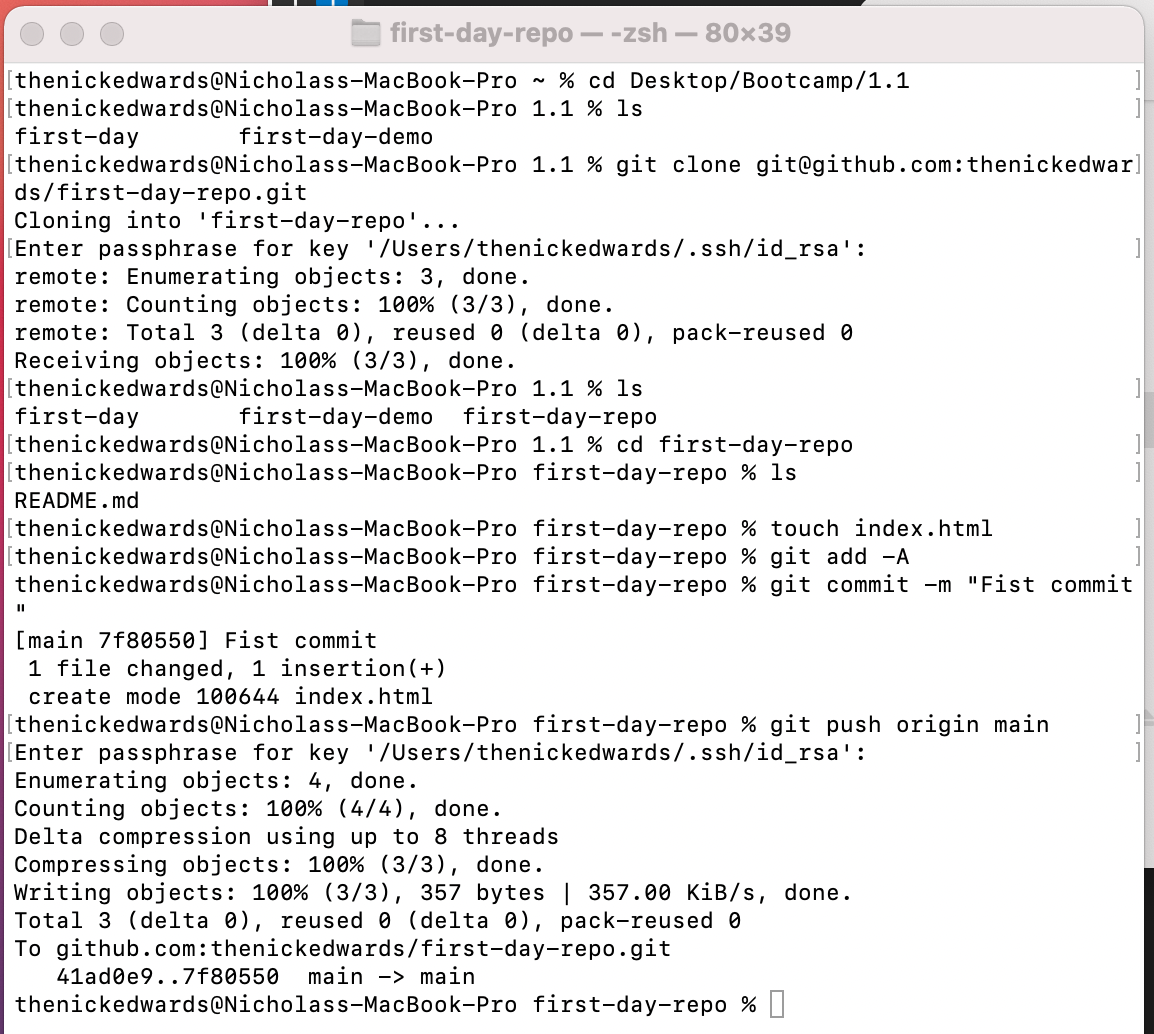 first-day-repo — -zsh — 80×39
[thenickedwards@Nicholass-MacBook-Pro ~ % cd Desktop/Bootcamp/1.1 ]
[thenickedwards@Nicholass-MacBook-Pro 1.1 % ls ]
first-day       first-day-demo
[thenickedwards@Nicholass-MacBook-Pro 1.1 % git clone git@github.com:thenickedwar]
ds/first-day-repo.git
Cloning into 'first-day-repo'...
[Enter passphrase for key '/Users/thenickedwards/.ssh/id_rsa': ]
remote: Enumerating objects: 3, done.
remote: Counting objects: 100% (3/3), done.
remote: Total 3 (delta 0), reused 0 (delta 0), pack-reused 0
Receiving objects: 100% (3/3), done.
[thenickedwards@Nicholass-MacBook-Pro 1.1 % ls ]
first-day       first-day-demo  first-day-repo
[thenickedwards@Nicholass-MacBook-Pro 1.1 % cd first-day-repo ]
[thenickedwards@Nicholass-MacBook-Pro first-day-repo % ls ]
README.md
[thenickedwards@Nicholass-MacBook-Pro first-day-repo % touch index.html ]
[thenickedwards@Nicholass-MacBook-Pro first-day-repo % git add -A ]
thenickedwards@Nicholass-MacBook-Pro first-day-repo % git commit -m "Fist commit
"
[main 7f80550] Fist commit
 1 file changed, 1 insertion(+)
 create mode 100644 index.html
[thenickedwards@Nicholass-MacBook-Pro first-day-repo % git push origin main ]
[Enter passphrase for key '/Users/thenickedwards/.ssh/id_rsa': ]
Enumerating objects: 4, done.
Counting objects: 100% (4/4), done.
Delta compression using up to 8 threads
Compressing objects: 100% (3/3), done.
Writing objects: 100% (3/3), 357 bytes | 357.00 KiB/s, done.
Total 3 (delta 0), reused 0 (delta 0), pack-reused 0
To github.com:thenickedwards/first-day-repo.git
   41ad0e9..7f80550  main -> main
thenickedwards@Nicholass-MacBook-Pro first-day-repo %